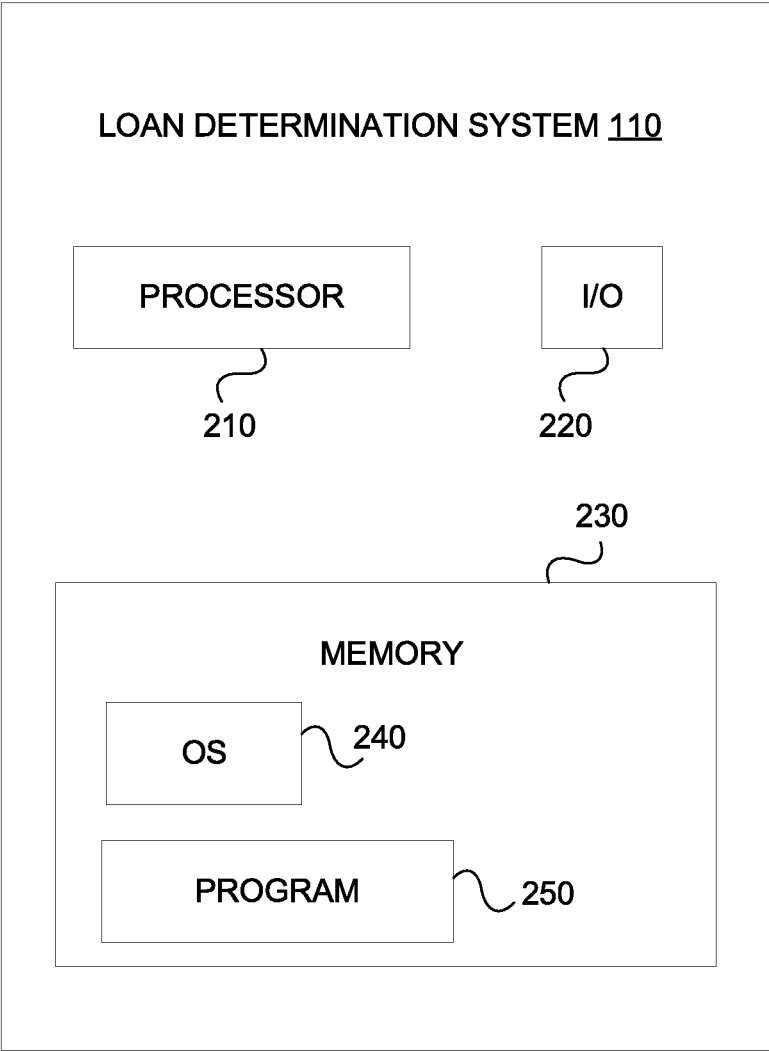 LOAN DETERMINATION SYSTEM 110
PROCESSOR
I/O
210
220
230
MEMORY
OS
240
PROGRAM
250